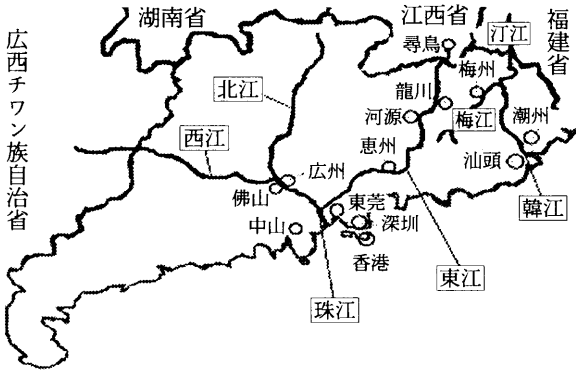 湖南省
江西省
福建省
汀江
尋烏
梅州
龍川
梅江
北江
潮州
河源
広西チワン族自治省
西江
恵州
広州
汕頭
佛山
東莞
韓江
中山
深圳
香港
東江
珠江